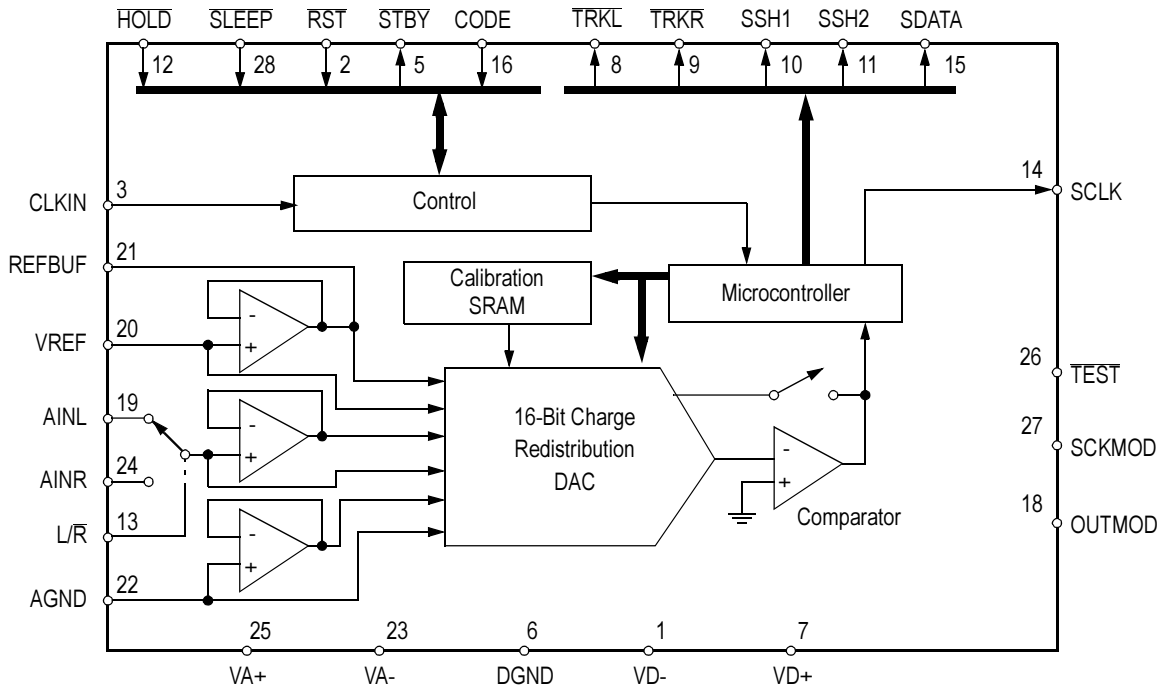 HOLD SLEEP RST STBY CODE TRKL TRKR SSH1 SSH2 SDATA
12 28 2 5 16 8 9 10 11 15
CLKIN 3
Control
14 SCLK
REFBUF 21
Calibration
SRAM
Microcontroller
VREF 20
- +
26 TEST
AINL 19
- +
16-Bit Charge
Redistribution
DAC
27 SCKMOD
AINR 24
- +
Comparator
L/R 13
- +
18 OUTMOD
AGND 22
25 23 6 1 7
VA+ VA- DGND VD- VD+